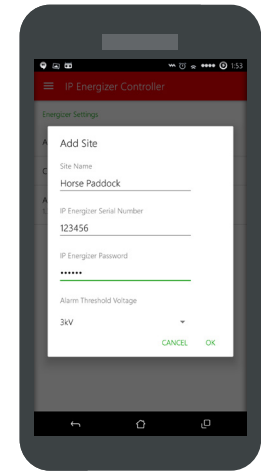 1:53
IP Energizer Controller
Energizer Settings
A
Add Site
Site Name
C
Horse Paddock
A
1
IP Energizer Serial Number
123456
IP Energizer Password
••••••
Alarm Threshold Voltage
3kV
CANCEL OK